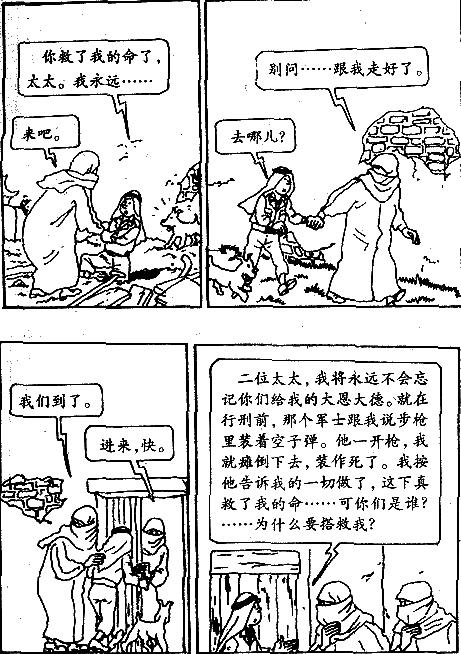 你救了我的命了，
太太。我永远……
来吧。
别问……跟我走好了。
去哪儿？
我们到了。
进来，快。
二位太太，我将永远不会忘
记你们给我的大恩大德。就在
行刑前，那个军士跟我说步枪
里装着空子弹。他一开枪，我
就瘫倒下去，装作死了。我按
他告诉我的一切做了，这下真
救了我的命……可你们是谁？
……为什么要搭救我？